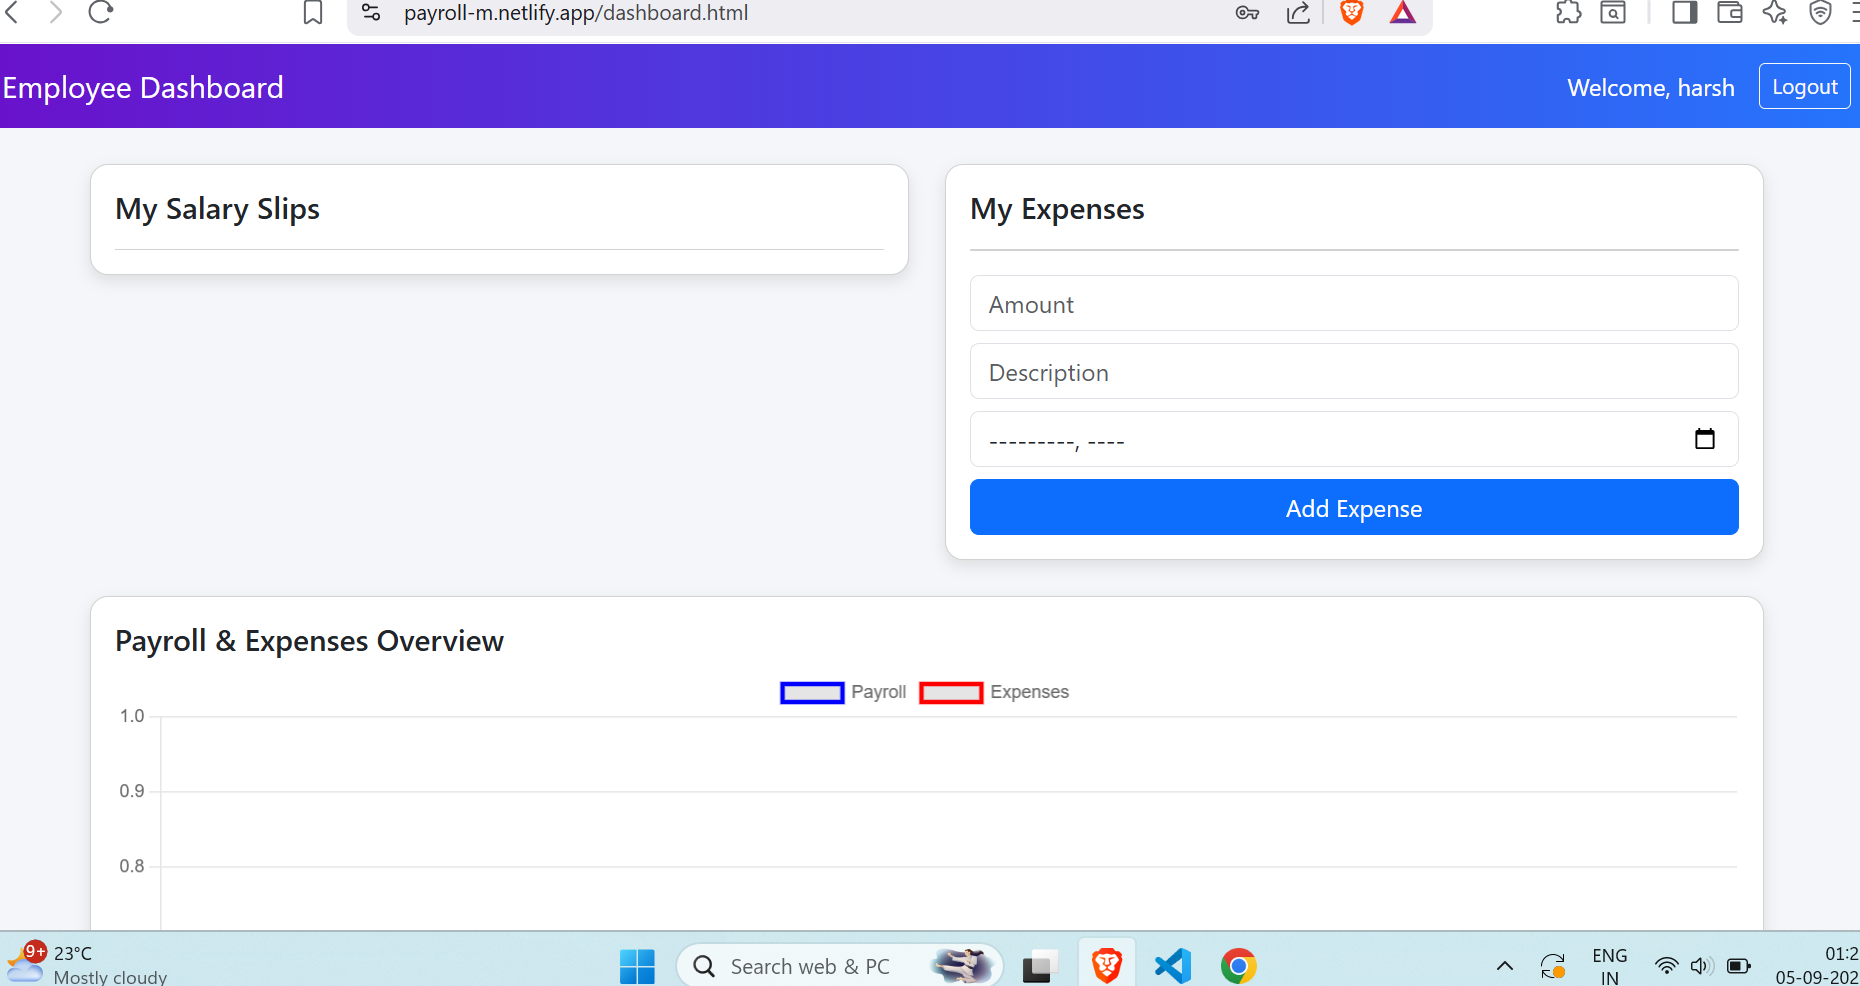 payroll-m.netlify.app/dashboard.html
Employee Dashboard
Welcome, harsh
Logout
My Salary Slips
My Expenses
Amount
Description
---------, ----
Add Expense
Payroll & Expenses Overview
Payroll
Expenses
1.0
0.9
0.8
9+
23°C
Mostly cloudy
Search web & PC
ENG
IN
01:2
05-09-202